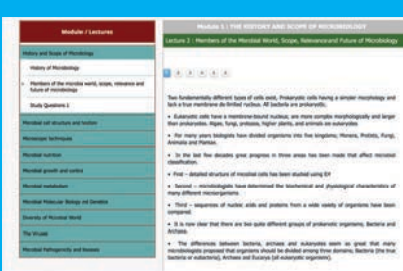 Module / Lectures
History and Scope of Microbiology
History of Microbiology
Members of the microbial world, scope, relevance and
future of microbiology
Study Questions 1
Microbial cell structure and function
Microscopic techniques
Microbial nutrition
Microbial growth and control
Microbial metabolism
Microbial Molecular Biology and Genetics
Diversity of Microbial World
The Viruses
Microbial Pathogenicity and diseases
Module 1 : THE HISTORY AND SCOPE OF MICROBIOLOGY
Lecture 2 : Members of the Microbial World, Scope, Relevanceand Future of Microbiology
1 2 3 4 5 6
Two fundamentally different types of cells exist. Prokaryotic cells having a simpler morphology and
lack a true membrane de-limited nucleus. All bacteria are prokaryotic.
• Eukaryotic cells have a membrane-bound nucleus; are more complex morphologically and larger
than prokaryotes. Algae, fungi, protozoa, higher plants, and animals are eukaryotes
• For many years biologists have divided organisms into five kingdoms; Monera, Protists, Fungi,
Animalia and Plantae.
• In the last few decades great progress in three areas has been made that affect microbial
classification.
• First – detailed structure of microbial cells has been studied using EM
• Second – microbiologists have determined the biochemical and physiological characteristics of
many different microorganisms.
• Third – sequences of nucleic acids and proteins from a wide variety of organisms have been
compared.
• It is now clear that there are two quite different groups of prokaryotic organisms, Bacteria and
Archaea.
• The differences between bacteria, archaea and eukaryotes seem so great that many
microbiologists proposed that organisms should be divided among three domains; Bacteria (the true
bacteria or eubacteria), Archaea and Eucarya (all eukaryotic organisms).